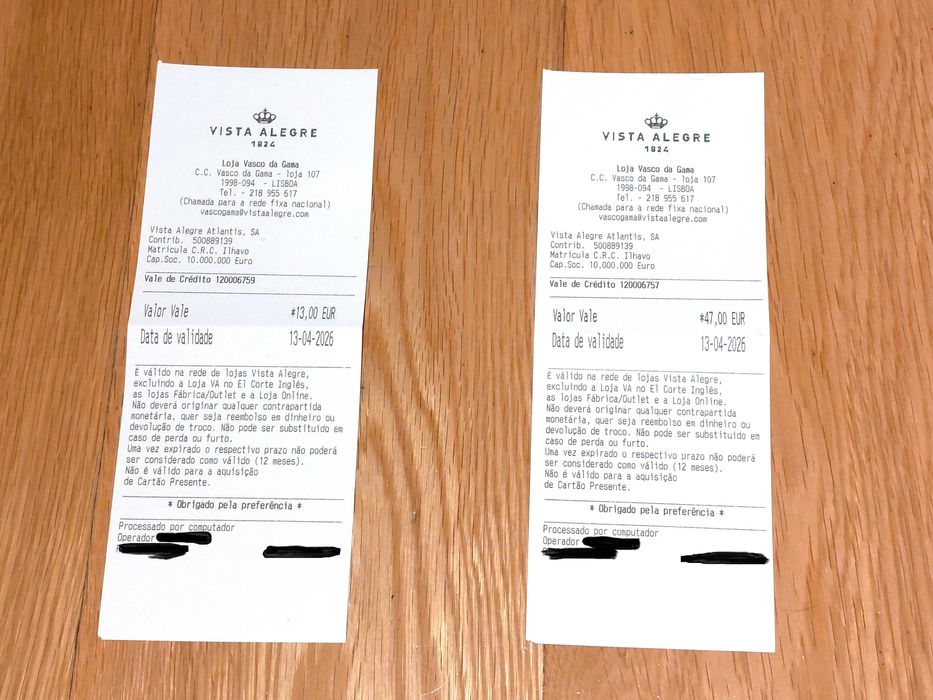 VISTA ALEGRE
1824
Loja Vasco da Gama
C.C. Vasco da Gama - loja 107
1998-094 - LISBOA
Tel. - 218 955 617
(Chamada para a rede fixa nacional)
vascogama@vistaalegre.com
Vista Alegre Atlantis, SA
Contrib. 500889139
Matricula C.R.C. Ilhavo
Cap.Soc. 10.000.000 Euro
Vale de Crédito 120006759
Valor Vale *13,00 EUR
Data de validade 13-04-2026
É válido na rede de lojas Vista Alegre,
excluindo a Loja VA no El Corte Inglês,
as lojas Fábrica/Outlet e a Loja Online.
Não deverá originar qualquer contrapartida
monetária, quer seja reembolso em dinheiro ou
devolução de troco. Não pode ser substituído em
caso de perda ou furto.
Uma vez expirado o respectivo prazo não poderá
ser considerado como válido (12 meses).
Não é válido para a aquisição
de Cartão Presente.
* Obrigado pela preferência *
Processado por computador
Operador
VISTA ALEGRE
1824
Loja Vasco da Gama
C.C. Vasco da Gama - loja 107
1998-094 - LISBOA
Tel. - 218 955 617
(Chamada para a rede fixa nacional)
vascogama@vistaalegre.com
Vista Alegre Atlantis, SA
Contrib. 500889139
Matricula C.R.C. Ilhavo
Cap.Soc. 10.000.000 Euro
Vale de Crédito 120006757
Valor Vale *47,00 EUR
Data de validade 13-04-2026
É válido na rede de lojas Vista Alegre,
excluindo a Loja VA no El Corte Inglês,
as lojas Fábrica/Outlet e a Loja Online.
Não deverá originar qualquer contrapartida
monetária, quer seja reembolso em dinheiro ou
devolução de troco. Não pode ser substituído em
caso de perda ou furto.
Uma vez expirado o respectivo prazo não poderá
ser considerado como válido (12 meses).
Não é válido para a aquisição
de Cartão Presente.
* Obrigado pela preferência *
Processado por computador
Operador